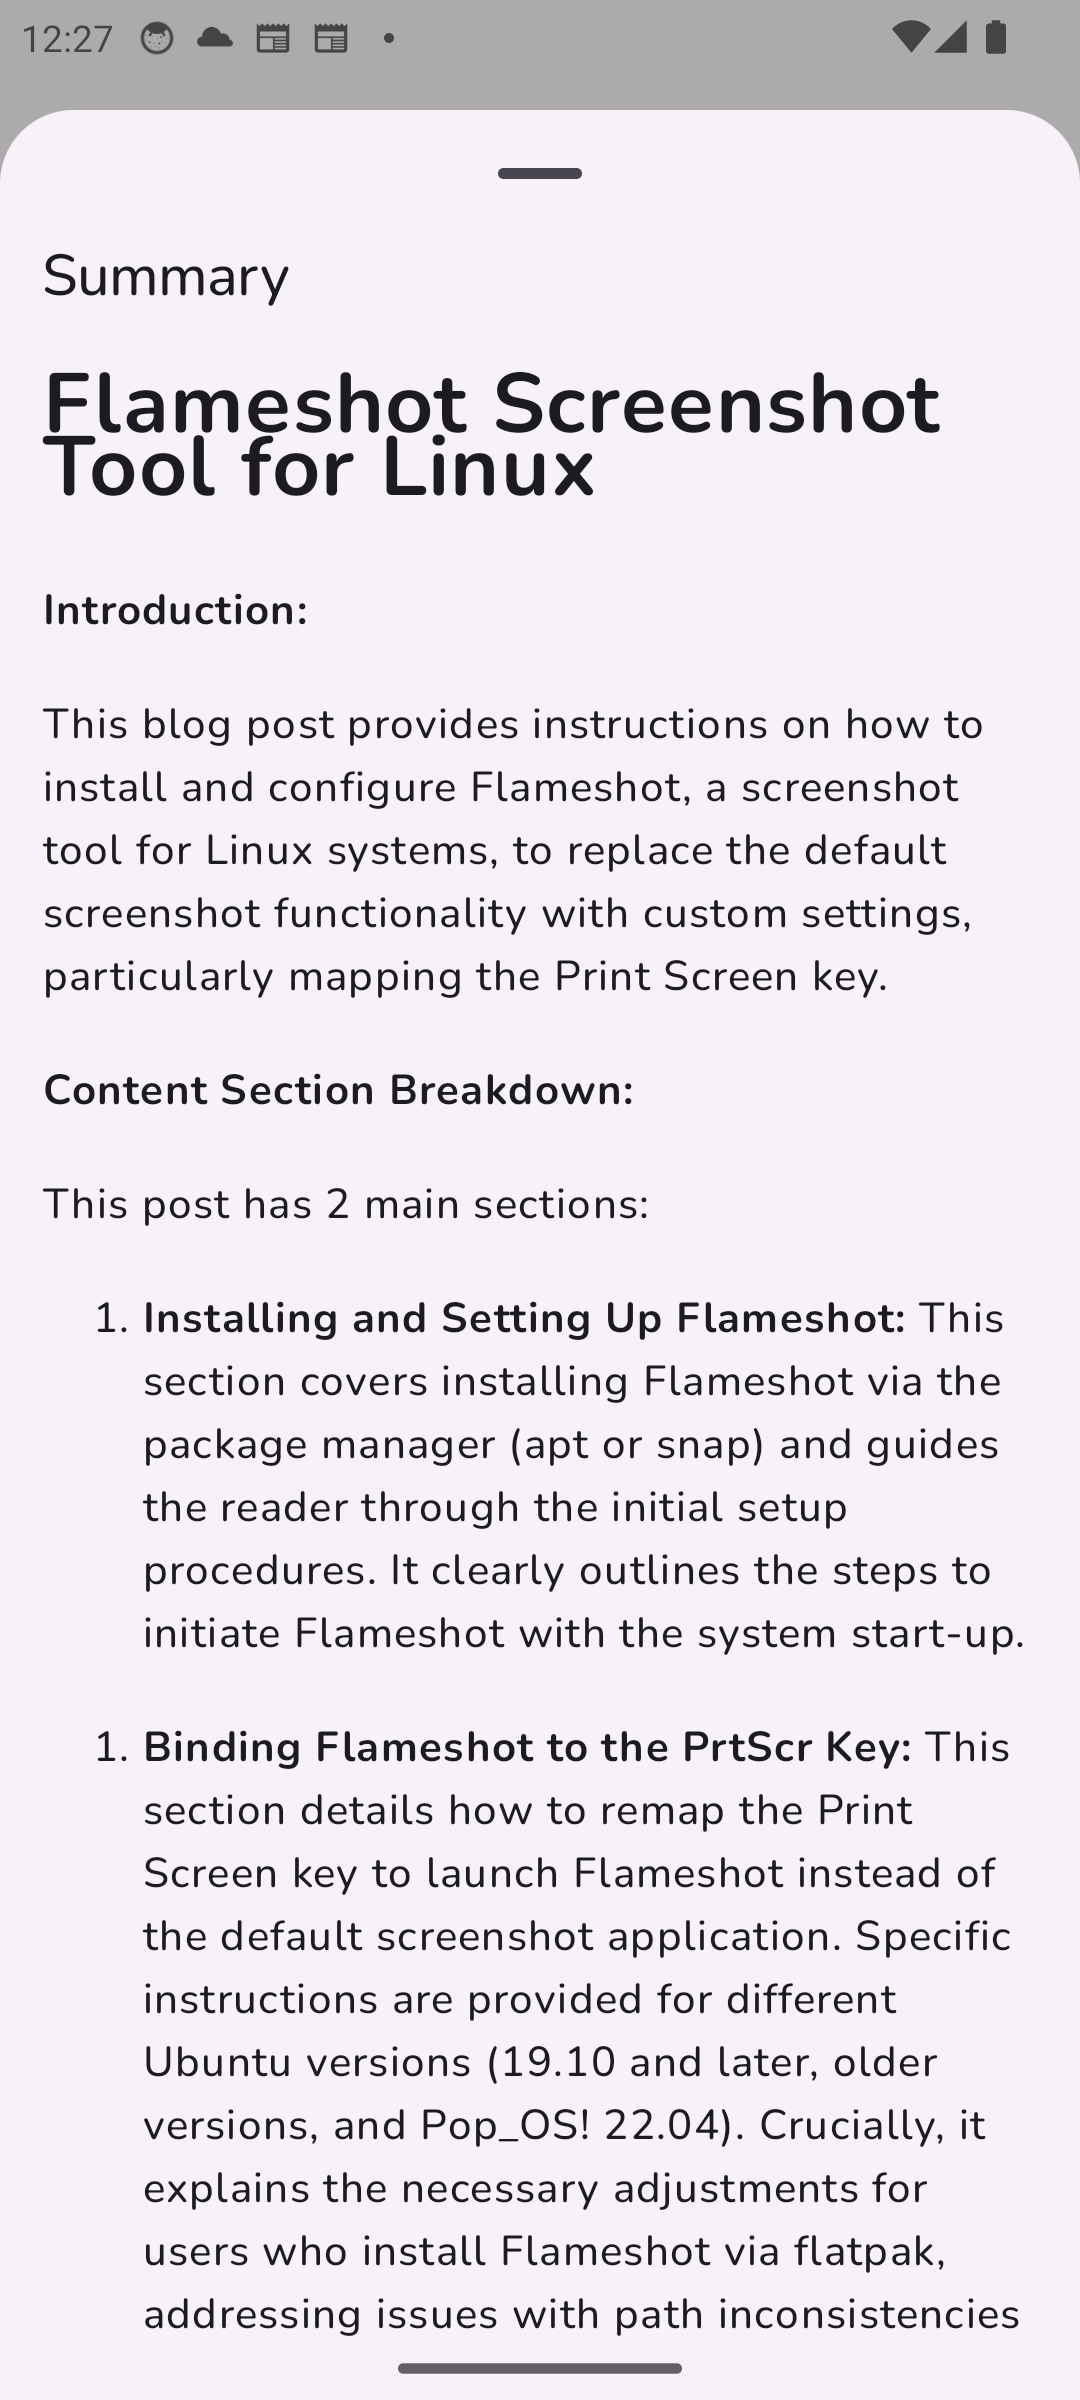 12:27
Summary
Flameshot Screenshot
Tool for Linux
Introduction:
This blog post provides instructions on how to
install and configure Flameshot, a screenshot
tool for Linux systems, to replace the default
screenshot functionality with custom settings,
particularly mapping the Print Screen key.
Content Section Breakdown:
This post has 2 main sections:
1. Installing and Setting Up Flameshot: This
section covers installing Flameshot via the
package manager (apt or snap) and guides
the reader through the initial setup
procedures. It clearly outlines the steps to
initiate Flameshot with the system start-up.
1. Binding Flameshot to the PrtScr Key: This
section details how to remap the Print
Screen key to launch Flameshot instead of
the default screenshot application. Specific
instructions are provided for different
Ubuntu versions (19.10 and later, older
versions, and Pop_OS! 22.04). Crucially, it
explains the necessary adjustments for
users who install Flameshot via flatpak,
addressing issues with path inconsistencies